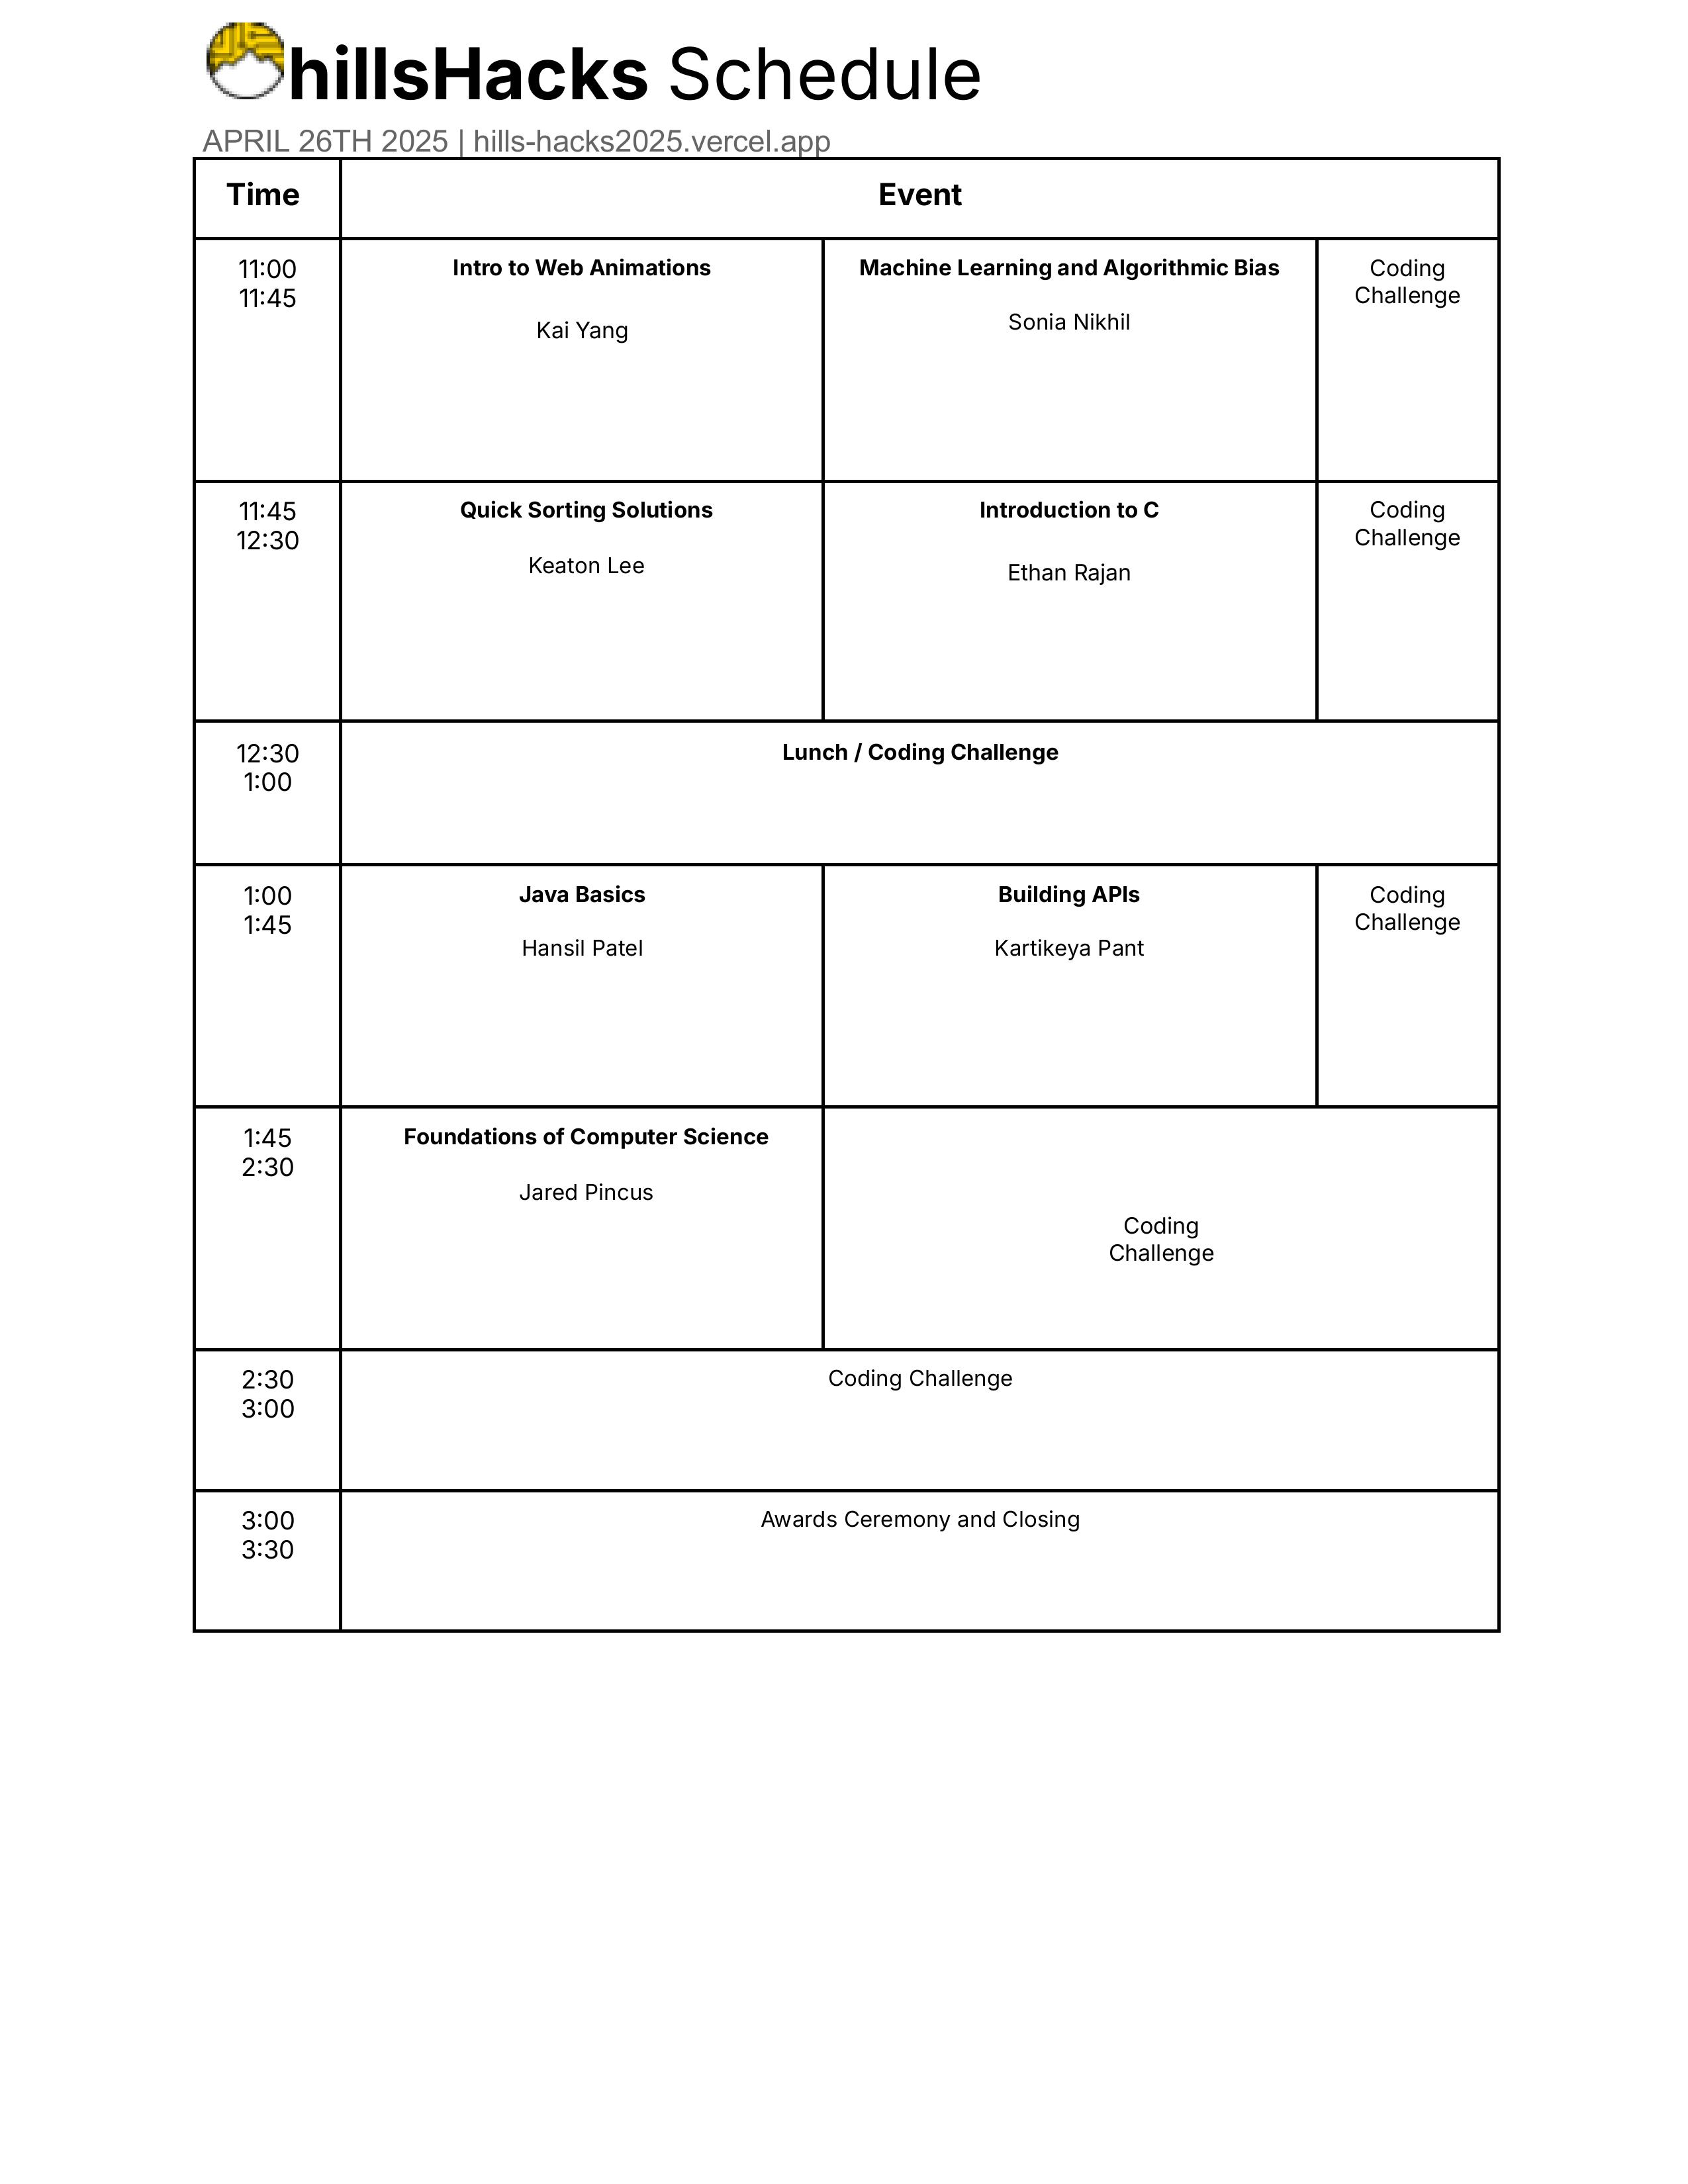 hillsHacks Schedule
APRIL 26TH 2025 | hills-hacks2025.vercel.app
Time
Event
11:00
11:45
Intro to Web Animations
Kai Yang
Machine Learning and Algorithmic Bias
Sonia Nikhil
Coding
Challenge
11:45
12:30
Quick Sorting Solutions
Keaton Lee
Introduction to C
Ethan Rajan
Coding
Challenge
12:30
1:00
Lunch / Coding Challenge
1:00
1:45
Java Basics
Hansil Patel
Building APIs
Kartikeya Pant
Coding
Challenge
1:45
2:30
Foundations of Computer Science
Jared Pincus
Coding
Challenge
2:30
3:00
Coding Challenge
3:00
3:30
Awards Ceremony and Closing